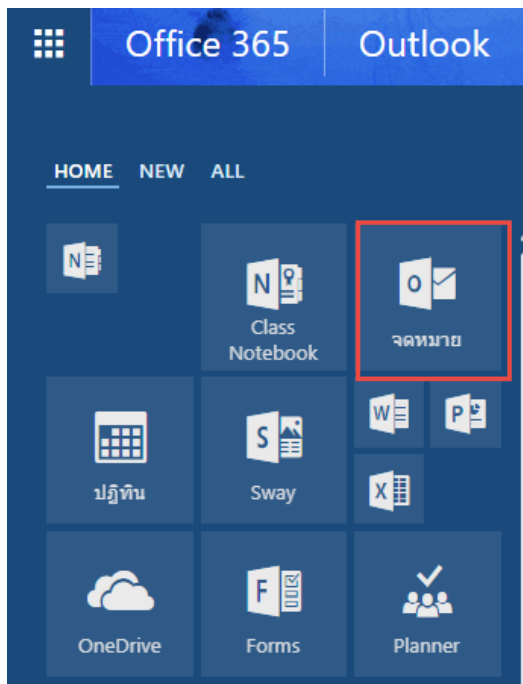 Office 365 Outlook
HOME NEW ALL
N
N
Class
Notebook
O
จดหมาย
ปฏิทิน
S
Sway
W
P
X
OneDrive
F
Forms
Planner